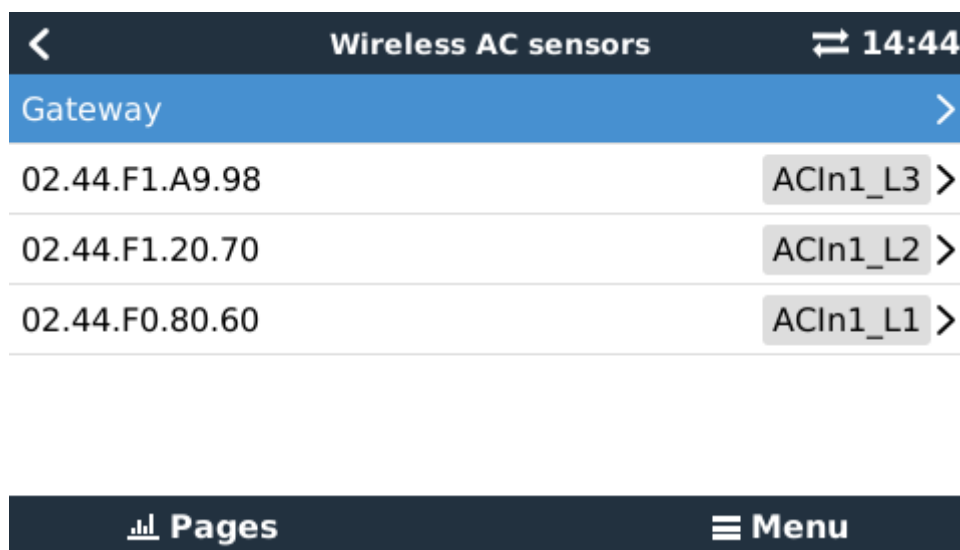 Wireless AC sensors 14:44
Gateway
02.44.F1.A9.98 ACIn1_L3
02.44.F1.20.70 ACIn1_L2
02.44.F0.80.60 ACIn1_L1
Pages Menu